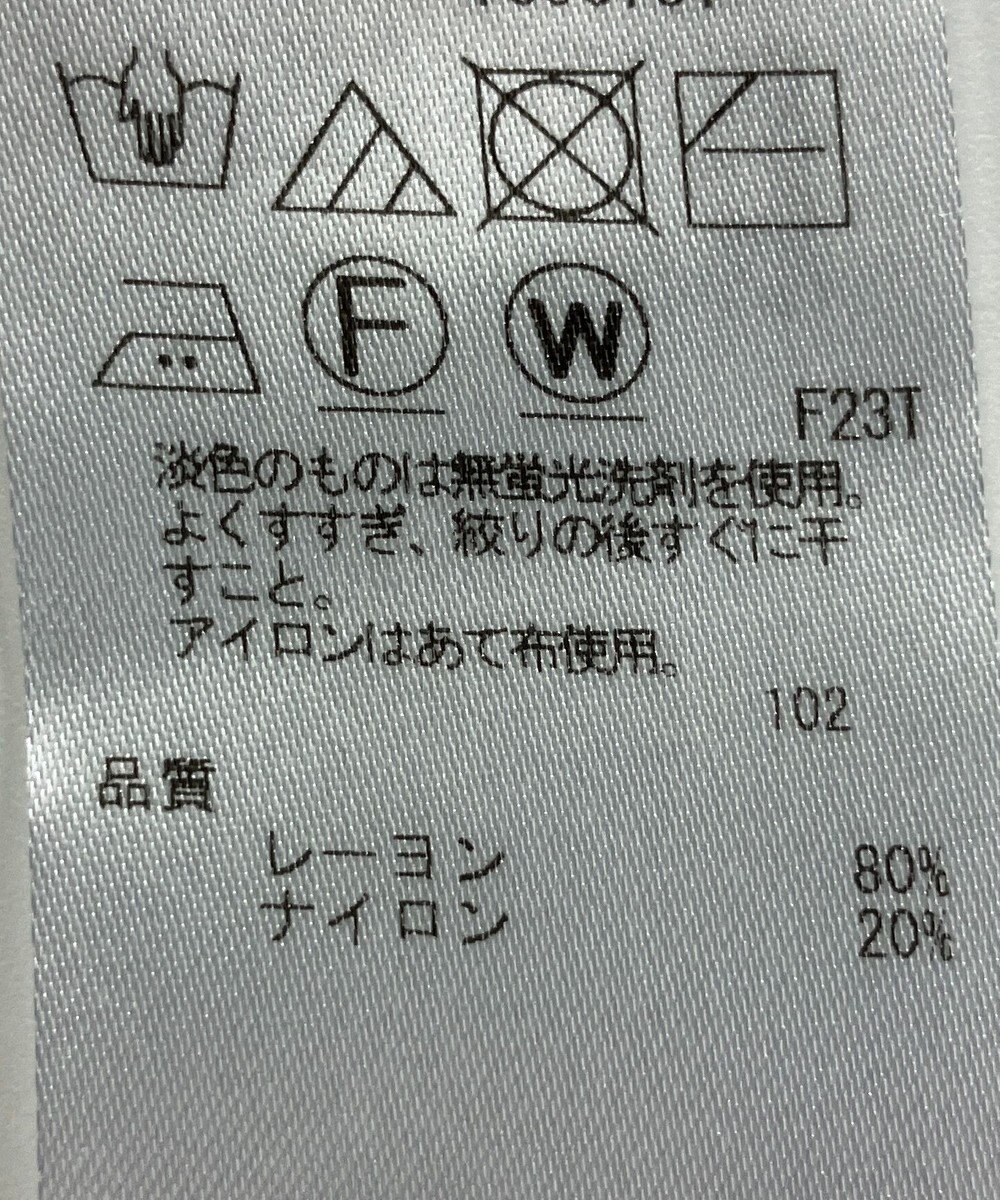 F
W
F23T
淡色のものは無蛍光洗剤を使用。
よくすすぎ、絞りの後すぐに干
すこと。
アイロンはあて布使用。
102
品質
レーヨン 80%
ナイロン 20%